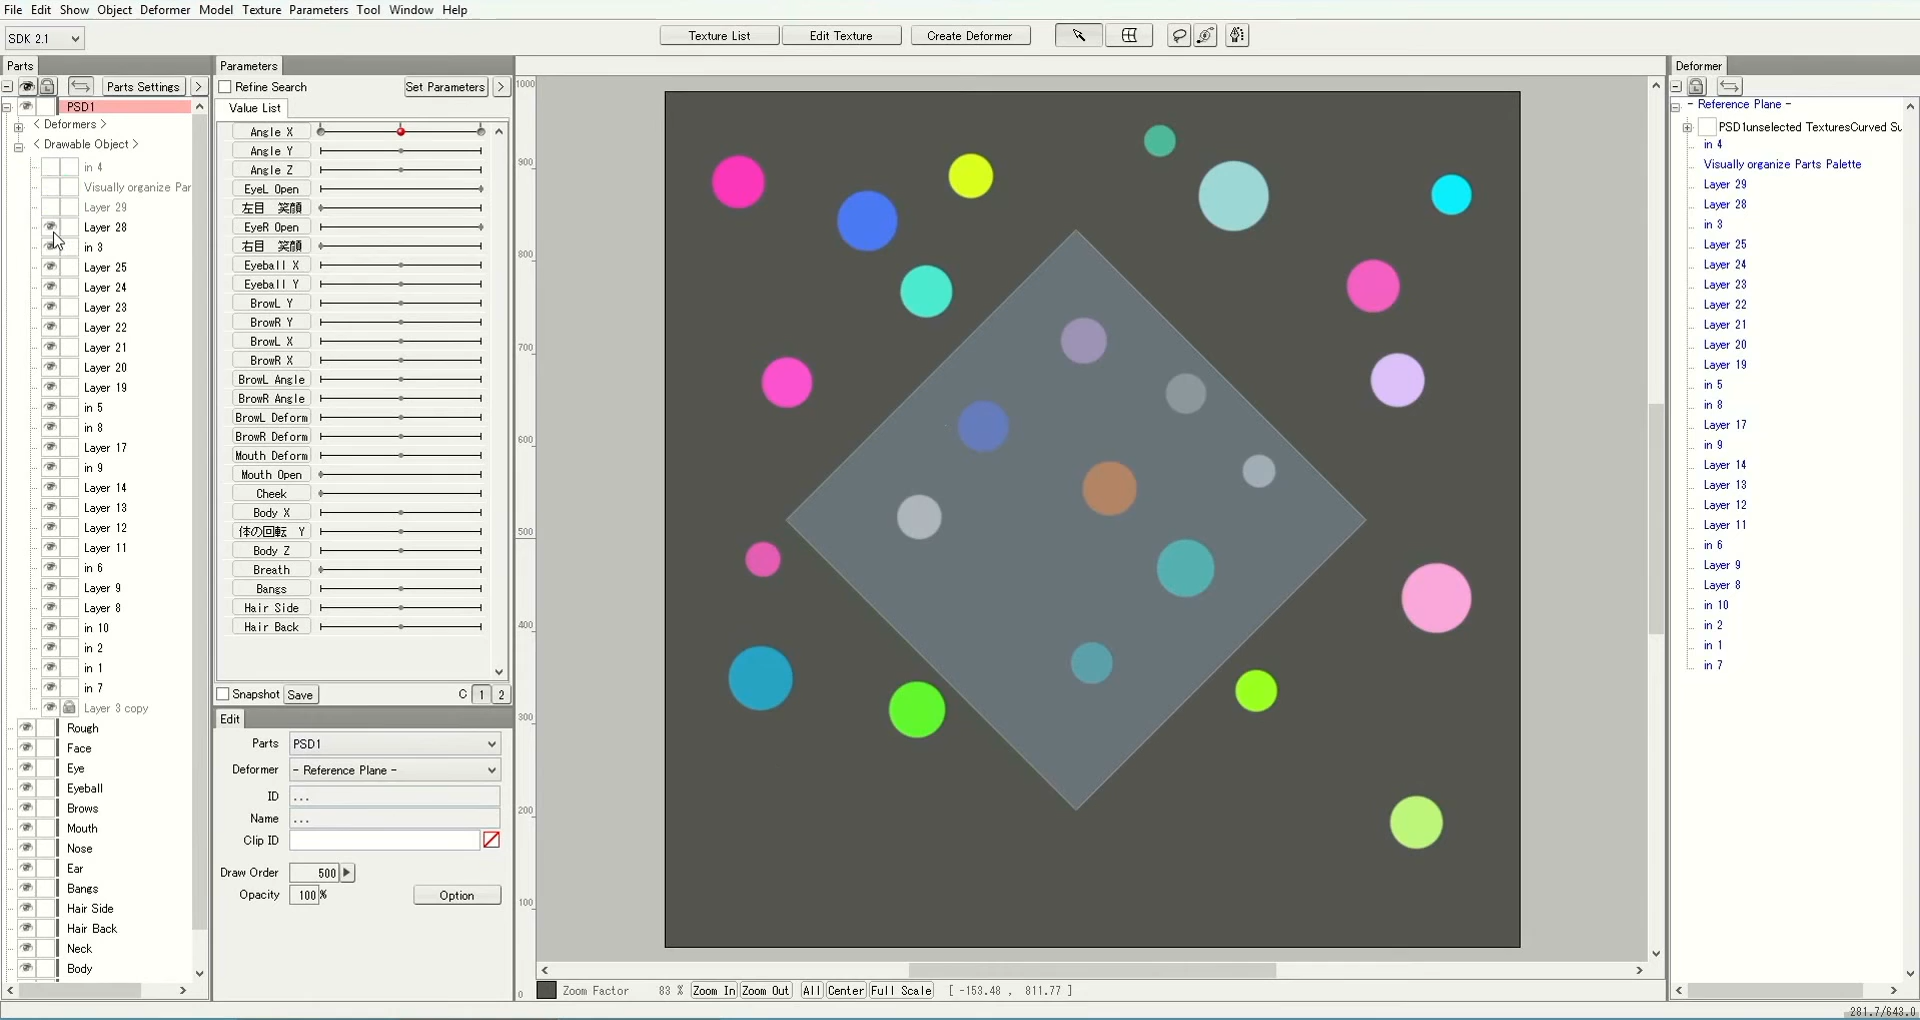 File Edit Show Object Deformer Model Texture Parameters Tool Window Help
SDK 2.1
Texture List Edit Texture Create Deformer
Parts
Parts Settings >
PSD1
< Deformers >
< Drawable Object >
in 4
Visually organize Par
Layer 29
Layer 28
in 3
Layer 25
Layer 24
Layer 23
Layer 22
Layer 21
Layer 20
Layer 19
in 5
in 8
Layer 17
in 9
Layer 14
Layer 13
Layer 12
Layer 11
in 6
Layer 9
Layer 8
in 10
in 2
in 1
in 7
Layer 3 copy
Rough
Face
Eye
Eyeball
Brows
Mouth
Nose
Ear
Bangs
Hair Side
Hair Back
Neck
Body
Parameters
Refine Search Set Parameters >
Value List
Angle X
Angle Y
Angle Z
EyeL Open
左目 笑顔
EyeR Open
右目 笑顔
Eyeball X
Eyeball Y
BrowL Y
BrowR Y
BrowL X
BrowR X
BrowL Angle
BrowR Angle
BrowL Deform
BrowR Deform
Mouth Deform
Mouth Open
Cheek
Body X
体の回転 Y
Body Z
Breath
Bangs
Hair Side
Hair Back
Snapshot Save C 1 2
Edit
Parts PSD1
Deformer - Reference Plane -
ID ...
Name ...
Clip ID
Draw Order 500
Opacity 100 %
Option
1000
900
800
700
600
500
400
300
200
100
0
Zoom Factor 83 % Zoom In Zoom Out All Center Full Scale [ -153.48 , 811.77 ]
Deformer
- Reference Plane -
PSD1unselected TexturesCurved Su
in 4
Visually organize Parts Palette
Layer 29
Layer 28
in 3
Layer 25
Layer 24
Layer 23
Layer 22
Layer 21
Layer 20
Layer 19
in 5
in 8
Layer 17
in 9
Layer 14
Layer 13
Layer 12
Layer 11
in 6
Layer 9
Layer 8
in 10
in 2
in 1
in 7
281.7/643.0